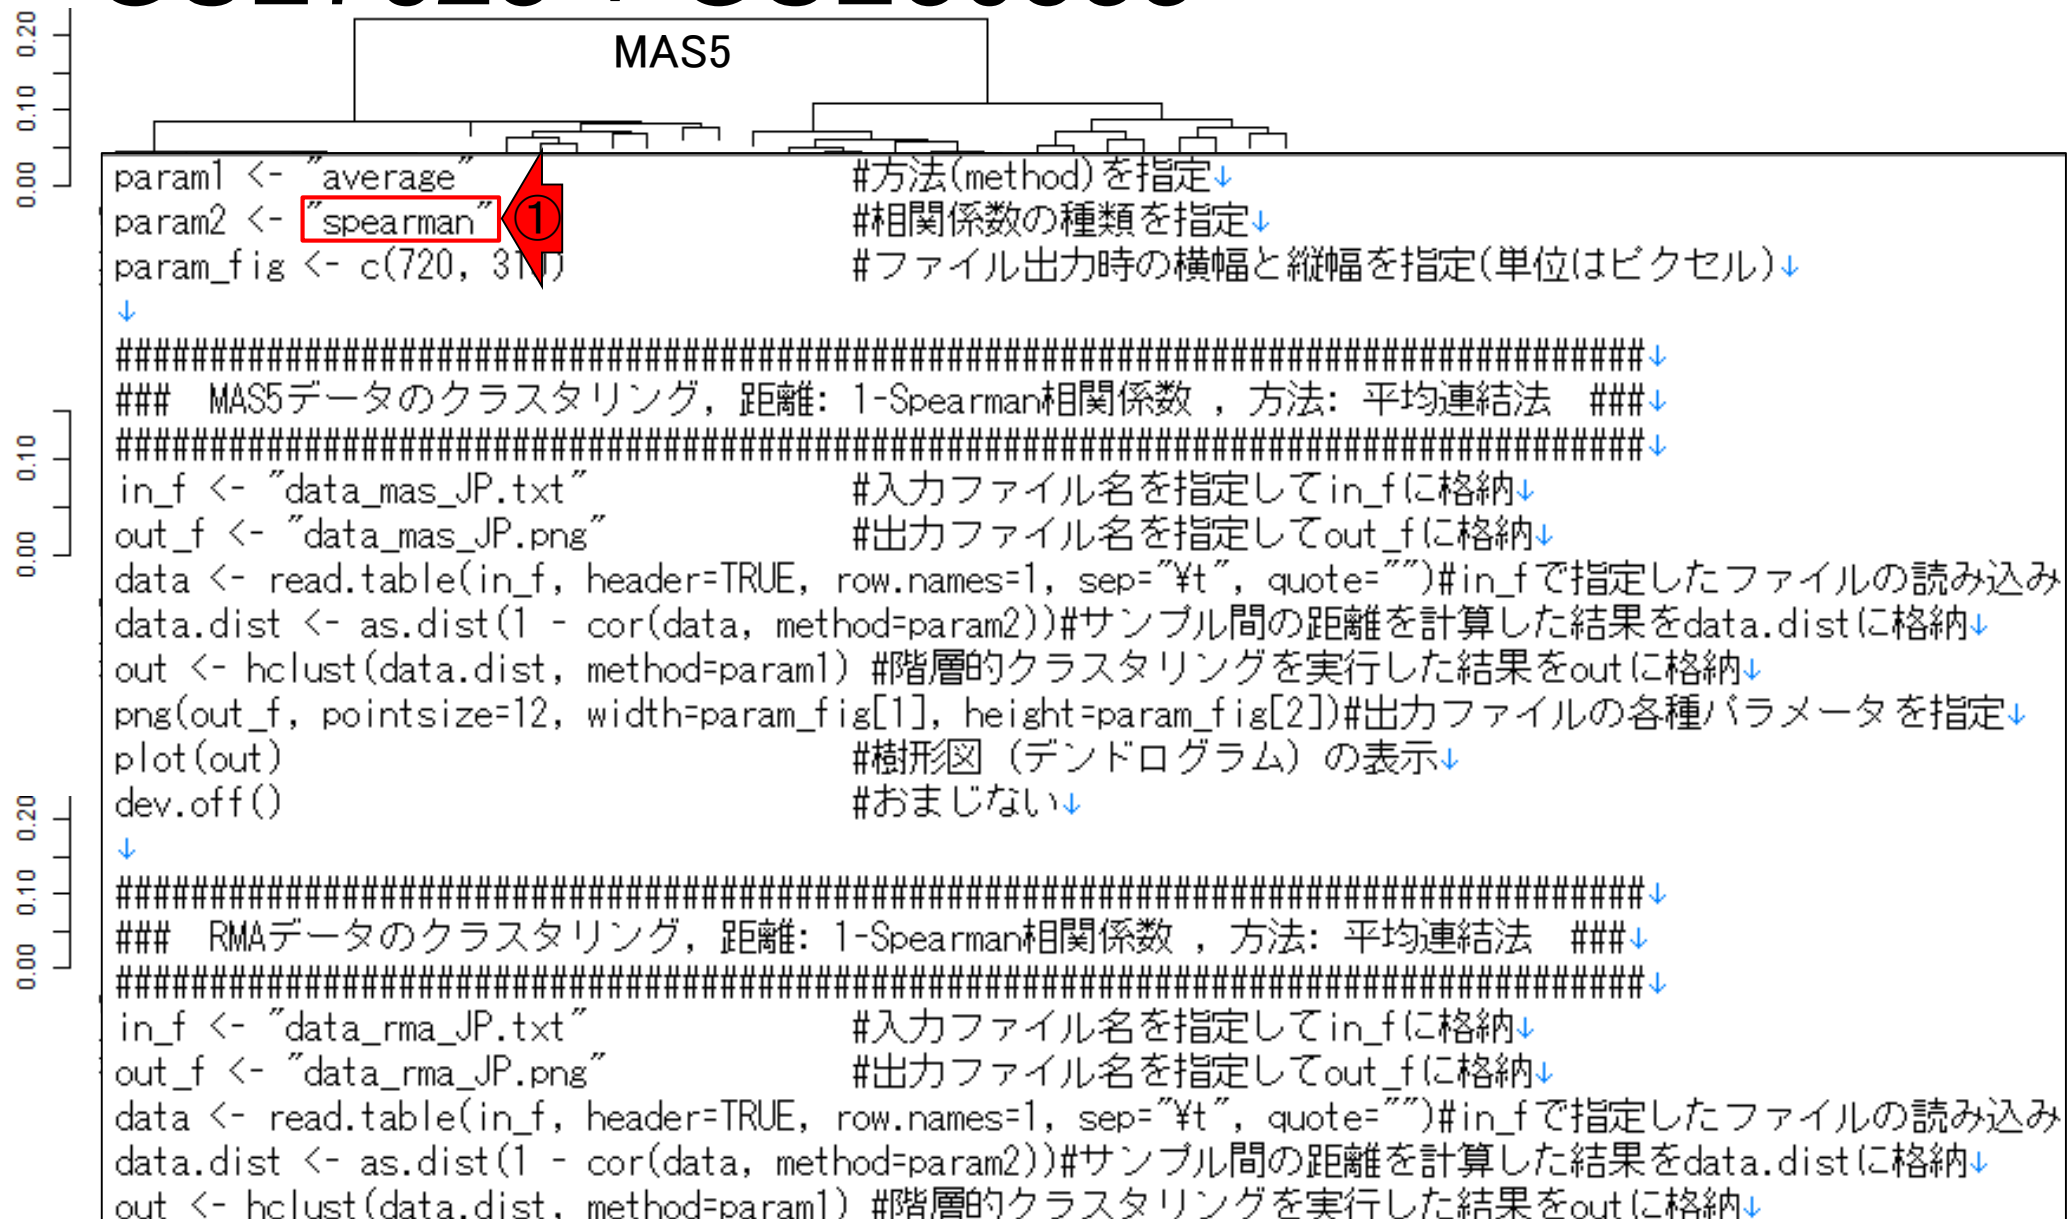 0.20
0.10
0.00
MAS5
param1 <- "average" #方法(method)を指定↓
param2 <- "spearman" ① #相関係数の種類を指定↓
param_fig <- c(720, #ファイル出力時の横幅と縦幅を指定(単位はピクセル)↓
↓
##################################################################################↓
### MAS5データのクラスタリング, 距離: 1-Spearman相関係数 , 方法: 平均連結法 ###↓
##################################################################################↓
0.10
0.00
in_f <- "data_mas_JP.txt" #入力ファイル名を指定してin_fに格納↓
out_f <- "data_mas_JP.png" #出力ファイル名を指定してout_fに格納↓
data <- read.table(in_f, header=TRUE, row.names=1, sep="¥t", quote="")#in_fで指定したファイルの読み込み
data.dist <- as.dist(1 - cor(data, method=param2))#サンプル間の距離を計算した結果をdata.distに格納↓
out <- hclust(data.dist, method=param1) #階層的クラスタリングを実行した結果をoutに格納↓
png(out_f, pointsize=12, width=param_fig[1], height=param_fig[2])#出力ファイルの各種パラメータを指定↓
plot(out) #樹形図（デンドログラム）の表示↓
dev.off() #おまじない↓
↓
0.20
0.10
0.00
##################################################################################↓
### RMAデータのクラスタリング, 距離: 1-Spearman相関係数 , 方法: 平均連結法 ###↓
##################################################################################↓
in_f <- "data_rma_JP.txt" #入力ファイル名を指定してin_fに格納↓
out_f <- "data_rma_JP.png" #出力ファイル名を指定してout_fに格納↓
data <- read.table(in_f, header=TRUE, row.names=1, sep="¥t", quote="")#in_fで指定したファイルの読み込み
data.dist <- as.dist(1 - cor(data, method=param2))#サンプル間の距離を計算した結果をdata.distに格納↓
out <- hclust(data.dist, method=param1) #階層的クラスタリングを実行した結果をoutに格納↓